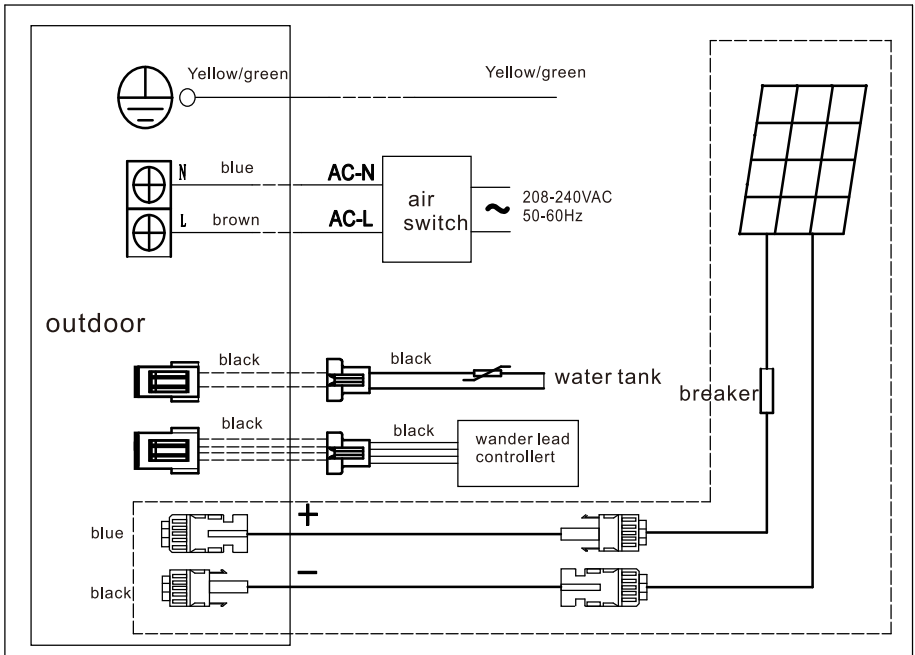 Yellow/green
Yellow/green
N
blue
AC-N
L
brown
AC-L
air
switch
~
208-240VAC
50-60Hz
outdoor
black
black
water tank
black
black
wander lead
controllert
breaker
blue
+
black
−